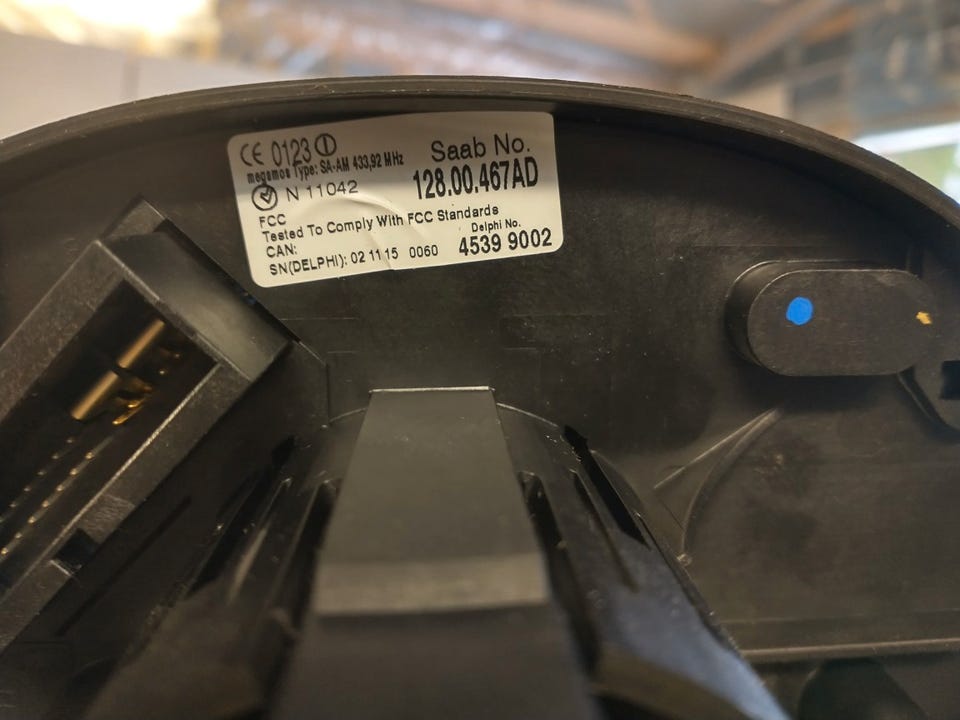 CE 0123
megamos Type: SA-AM 433,92 MHz
N 11042
Saab No.
128.00.467AD
FCC
Tested To Comply With FCC Standards
CAN:
Delphi No.
SN(DELPHI): 02 11 15 0060
4539 9002